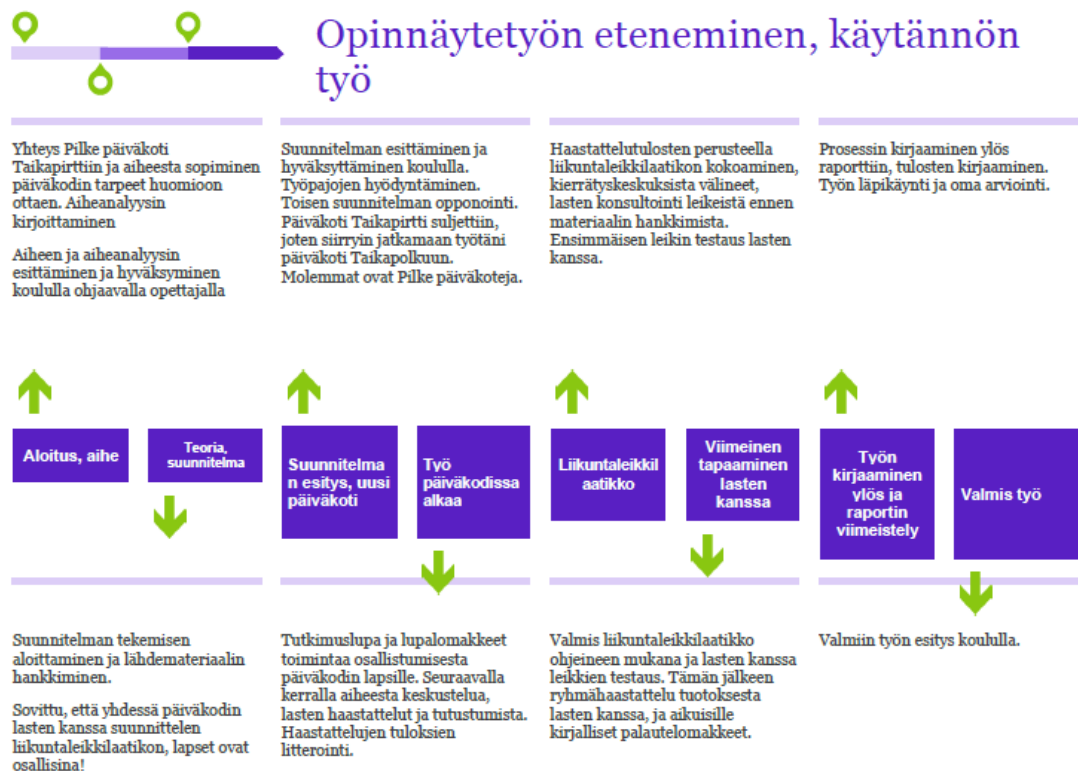 Opinnäytetyön eteneminen, käytännön
työ
Yhteys Pilke päiväkoti
Taikapirttiin ja aiheesta sopiminen
päiväkodin tarpeet huomioon
ottaen. Aiheanalyysin
kirjoittaminen
Aiheen ja aiheanalyysin
esittäminen ja hyväksyminen
koululla ohjaavalla opettajalla
Suunnitelman esittäminen ja
hyväksyttäminen koululla.
Työpajojen hyödyntäminen.
Toisen suunnitelman opponointi.
Päiväkoti Taikapirtti suljettiin,
joten siirryin jatkamaan työtäni
päiväkoti Taikapolkuun.
Molemmat ovat Pilke päiväkoteja.
Haastattelutulosten perusteella
liikuntaleikkilaatikon kokoaminen,
kierrätyskeskuksista välineet,
lasten konsultointi leikeistä ennen
materiaalin hankkimista.
Ensimmäisen leikin testaus lasten
kanssa.
Prosessin kirjaaminen ylös
raporttiin, tulosten kirjaaminen.
Työn läpikäynti ja oma arviointi.
Aloitus, aihe
Teoria,
suunnitelma
Suunnitelma
n esitys, uusi
päiväkoti
Työ
päiväkodissa
alkaa
Liikuntaleikkil
aatikko
Viimeinen
tapaaminen
lasten
kanssa
Työn
kirjaaminen
ylös ja
raportin
viimeistely
Valmis työ
Suunnitelman tekemisen
aloittaminen ja lähdemateriaalin
hankkiminen.
Sovittu, että yhdessä päiväkodin
lasten kanssa suunnittelen
liikuntaleikkilaatikon, lapset ovat
osallisina!
Tutkimuslupa ja lupalomakkeet
toimintaa osallistumisesta
päiväkodin lapsille. Seuraavalla
kerralla aiheesta keskustelua,
lasten haastattelut ja tutustumista.
Haastattelujen tuloksien
litterointi.
Valmis liikuntaleikkilaatikko
ohjeineen mukana ja lasten kanssa
leikkien testaus. Tämän jälkeen
ryhmähaastattelu tuotoksesta
lasten kanssa, ja aikuisille
kirjalliset palautelomakkeet.
Valmiin työn esitys koululla.